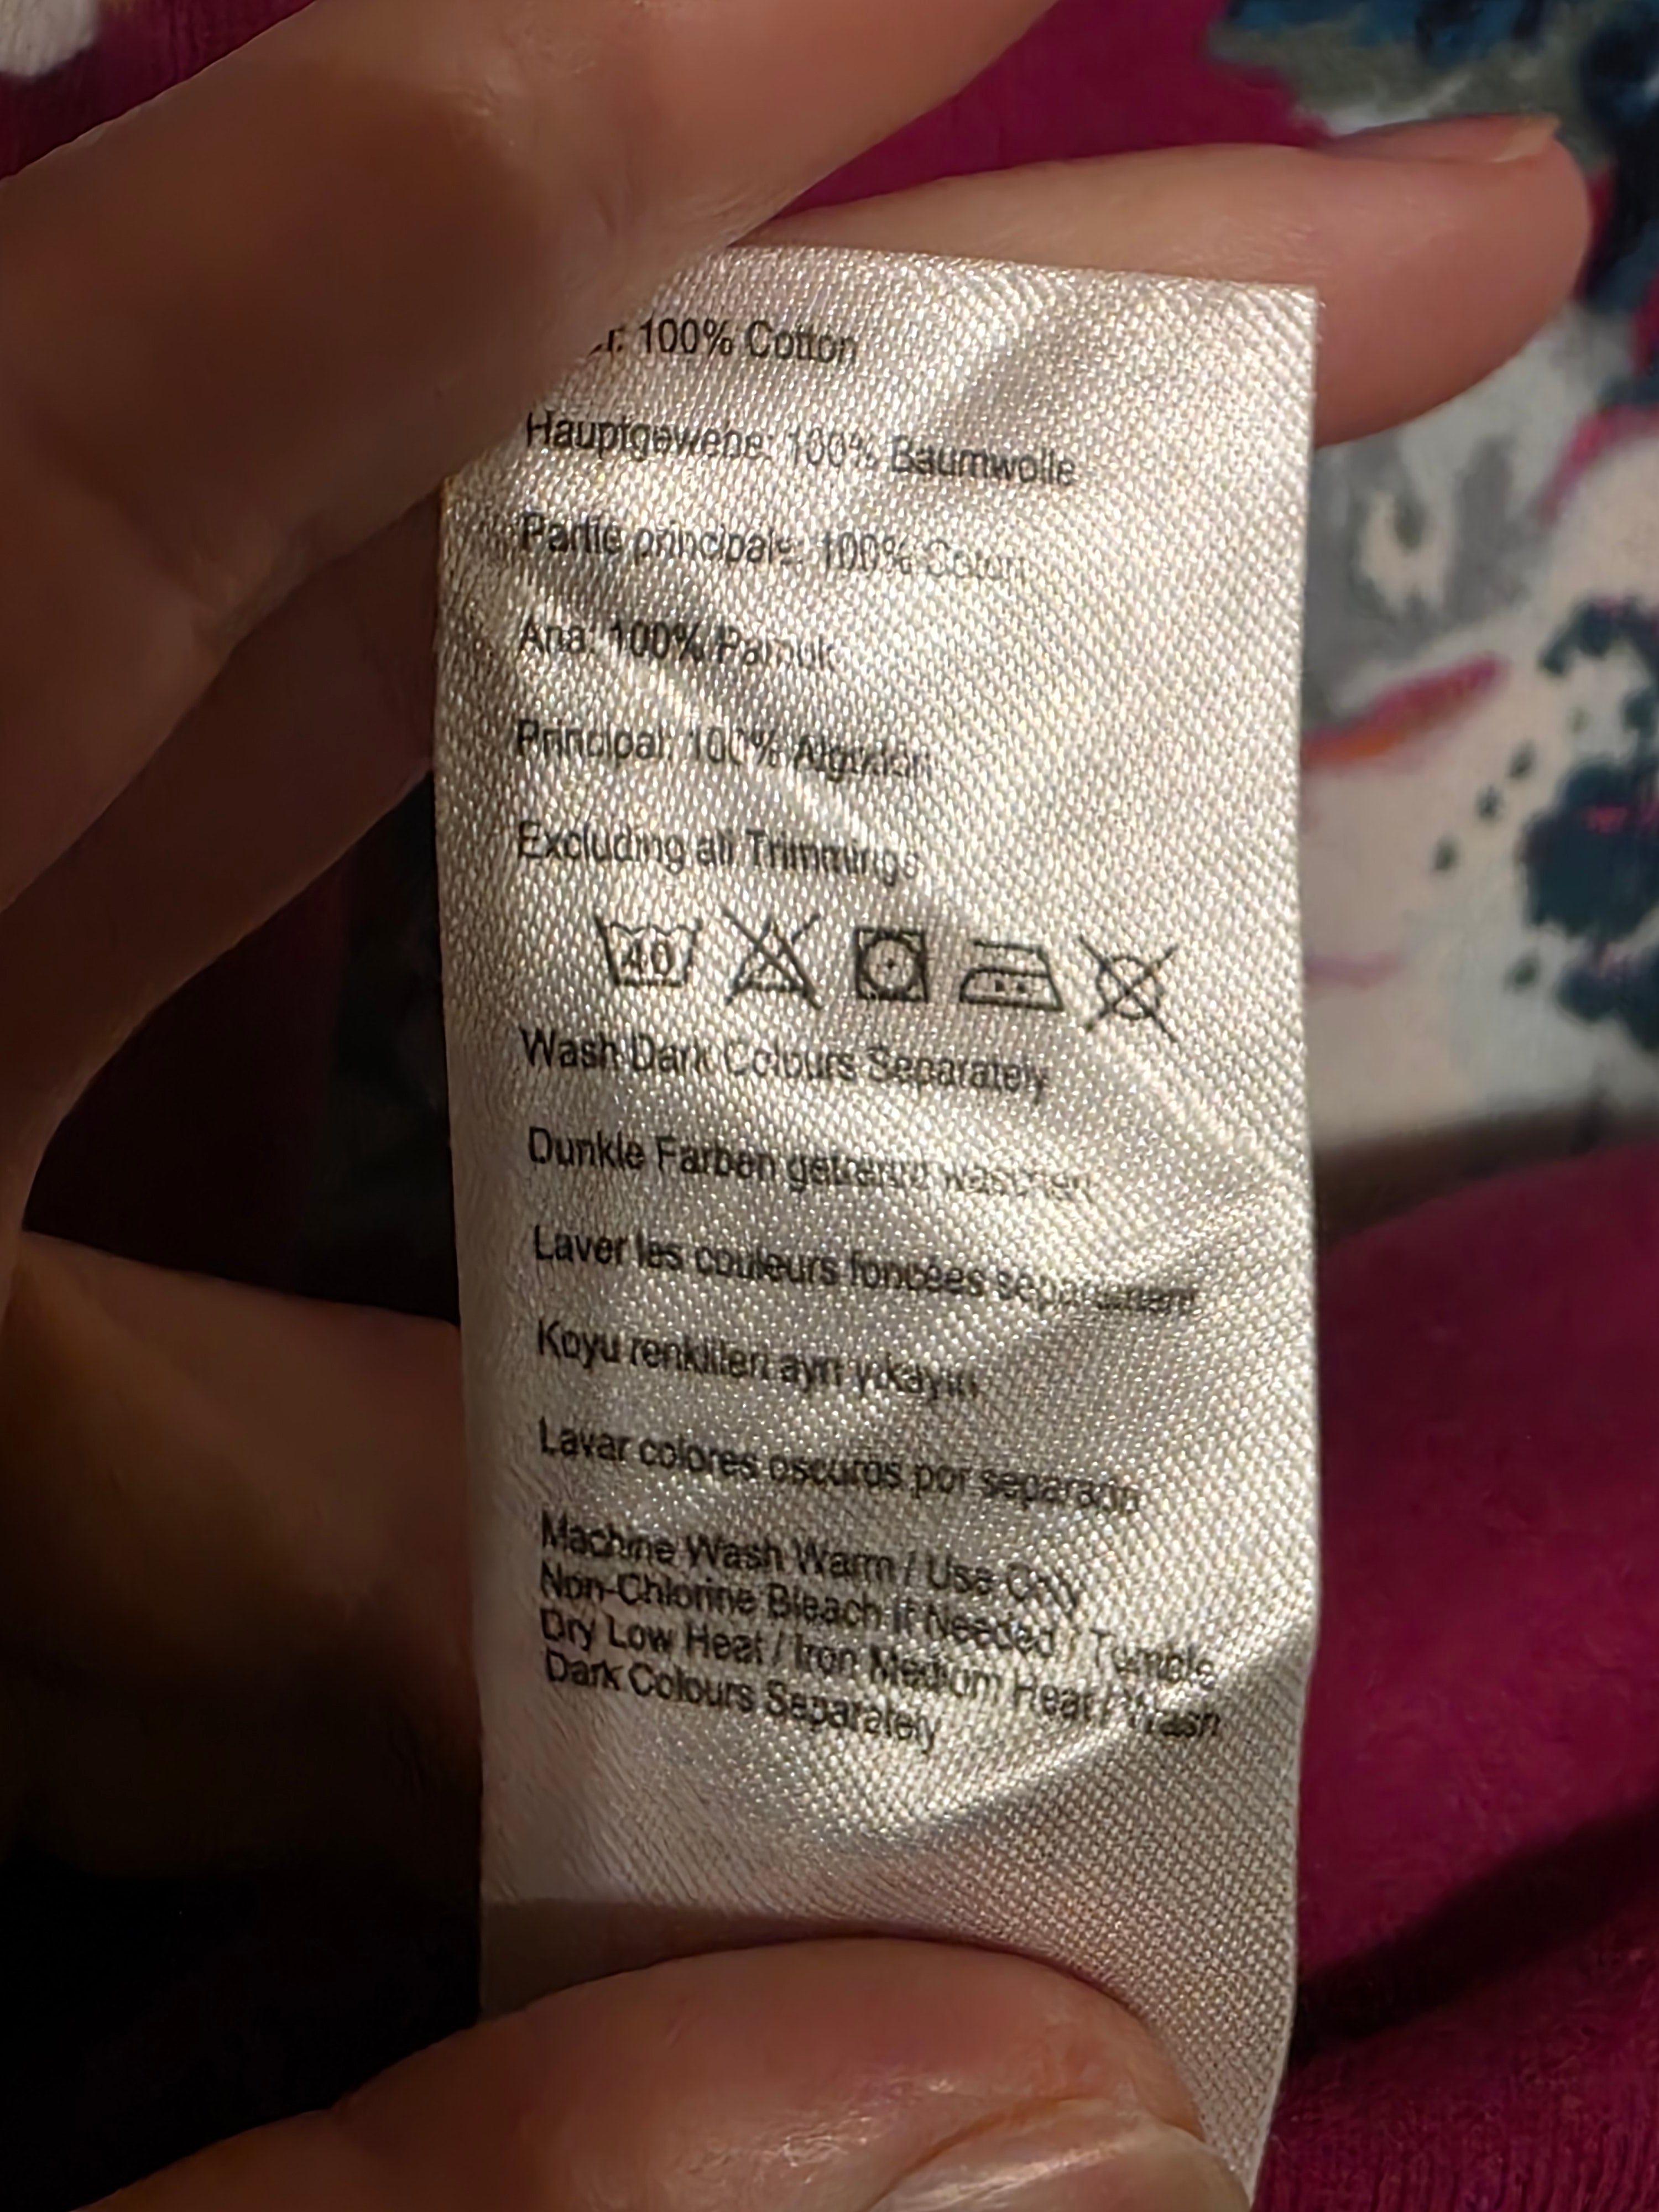 100% Cotton
Hauptgewebe: 100% Baumwolle
Partie principale: 100% Coton
Ana: 100% Pamuk
Principal: 100% Algodon
Excluding all Trimmings
40
Wash Dark Colours Separately
Dunkle Farben getrennt waschen
Laver les couleurs foncées séparément
Koyu renklileri ayrı yıkayın
Lavar colores oscuros por separado
Machine Wash Warm / Use Only
Non-Chlorine Bleach If Needed / Tumble
Dry Low Heat / Iron Medium Heat / Wash
Dark Colours Separately